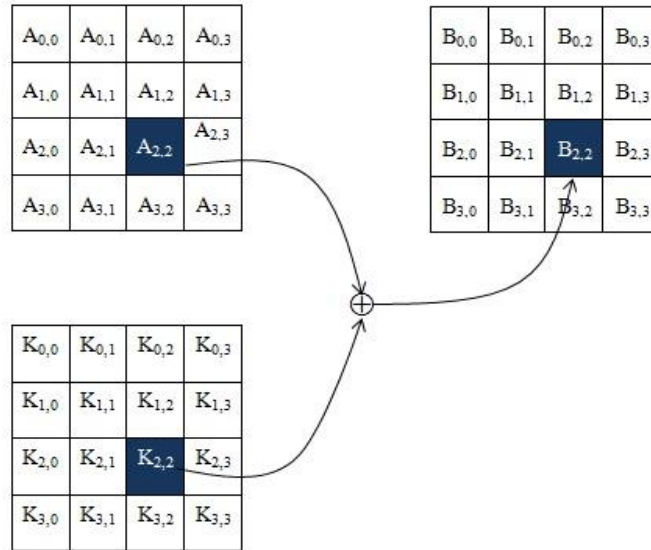 A0,0 A0,1 A0,2 A0,3
A1,0 A1,1 A1,2 A1,3
A2,0 A2,1 A2,2 A2,3
A3,0 A3,1 A3,2 A3,3
B0,0 B0,1 B0,2 B0,3
B1,0 B1,1 B1,2 B1,3
B2,0 B2,1 B2,2 B2,3
B3,0 B3,1 B3,2 B3,3
K0,0 K0,1 K0,2 K0,3
K1,0 K1,1 K1,2 K1,3
K2,0 K2,1 K2,2 K2,3
K3,0 K3,1 K3,2 K3,3